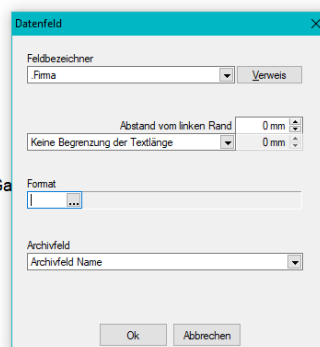 Datenfeld
Feldbezeichner
.Firma
Verweis
Abstand vom linken Rand 0 mm
Keine Begrenzung der Textlänge 0 mm
Ga
Format
...
Archivfeld
Archivfeld Name
Ok Abbrechen